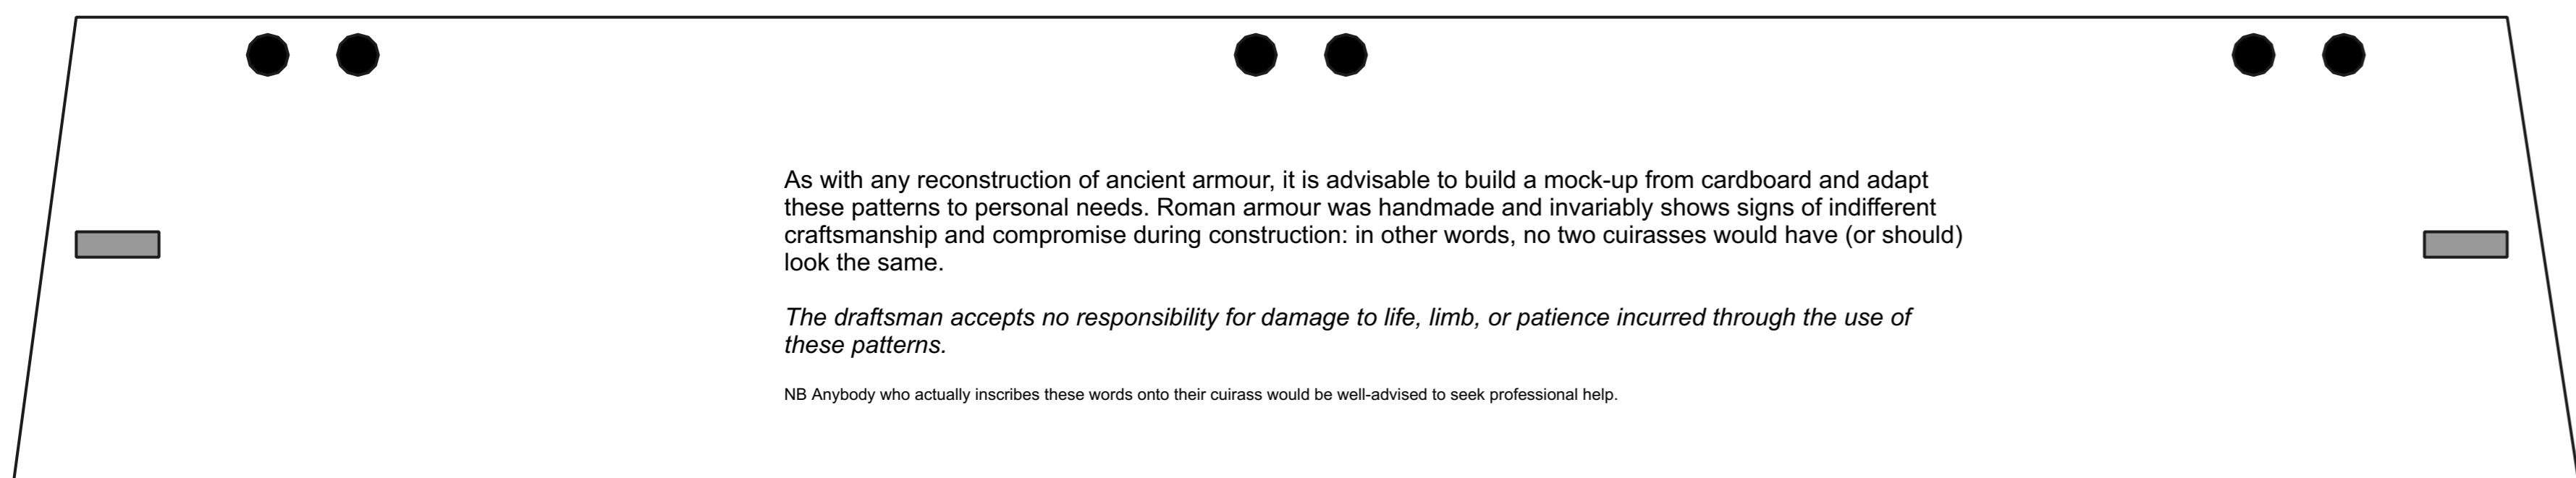 As with any reconstruction of ancient armour, it is advisable to build a mock-up from cardboard and adapt
these patterns to personal needs. Roman armour was handmade and invariably shows signs of indifferent
craftsmanship and compromise during construction: in other words, no two cuirasses would have (or should)
look the same.
The draftsman accepts no responsibility for damage to life, limb, or patience incurred through the use of
these patterns.
NB Anybody who actually inscribes these words onto their cuirass would be well-advised to seek professional help.